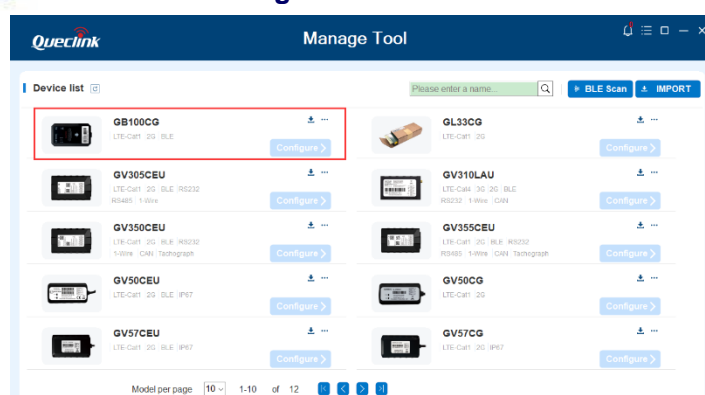 Queclink
Manage Tool
Device list
Please enter a name...
BLE Scan
IMPORT
GB100CG
LTE-Cat1 2G BLE
Configure
GL33CG
LTE-Cat1 2G
Configure
GV305CEU
LTE-Cat1 2G BLE RS232
RS485 1-Wire
Configure
GV310LAU
LTE-Cat4 3G 2G BLE
RS232 1-Wire CAN
Configure
GV350CEU
LTE-Cat1 2G BLE RS232
1-Wire CAN Tachograph
Configure
GV355CEU
LTE-Cat1 2G BLE RS232
RS485 1-Wire CAN Tachograph
Configure
GV50CEU
LTE-Cat1 2G BLE IP67
Configure
GV50CG
LTE-Cat1 2G
Configure
GV57CEU
LTE-Cat1 2G BLE IP67
Configure
GV57CG
LTE-Cat1 2G IP67
Configure
Model per page 10 1-10 of 12